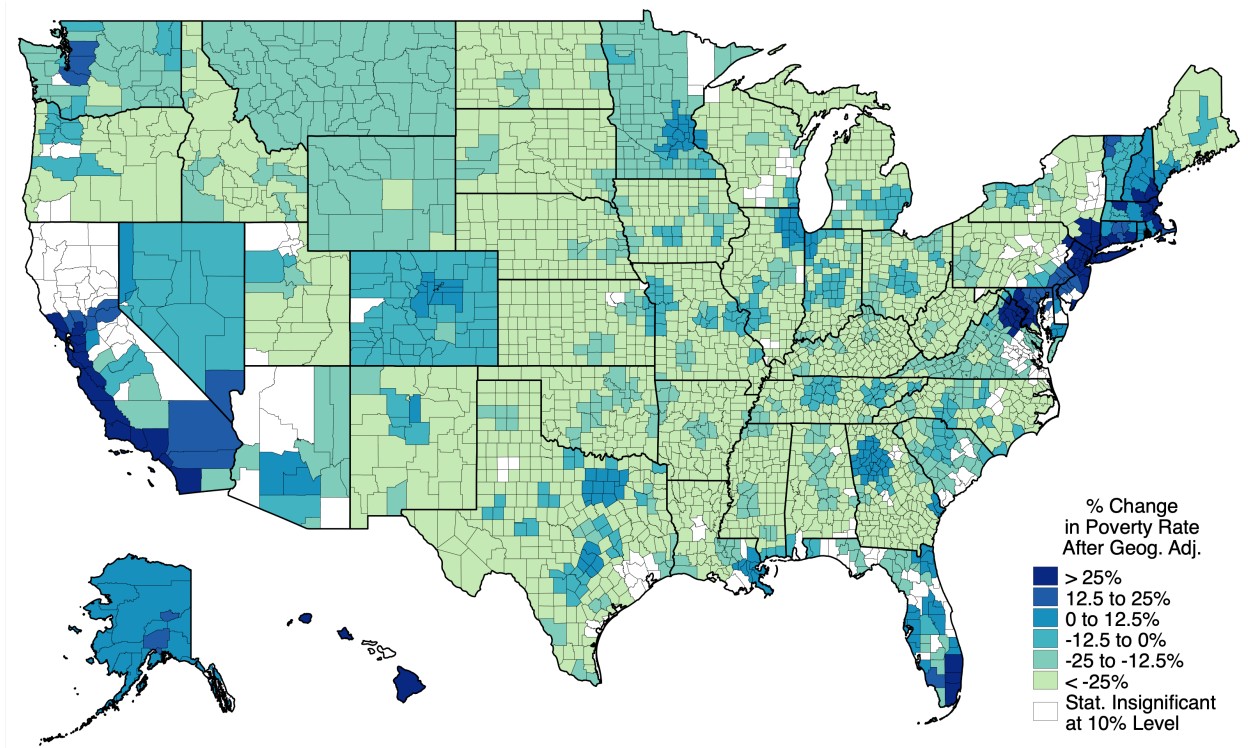 % Change
in Poverty Rate
After Geog. Adj.
> 25%
12.5 to 25%
0 to 12.5%
-12.5 to 0%
-25 to -12.5%
< -25%
Stat. Insignificant
at 10% Level